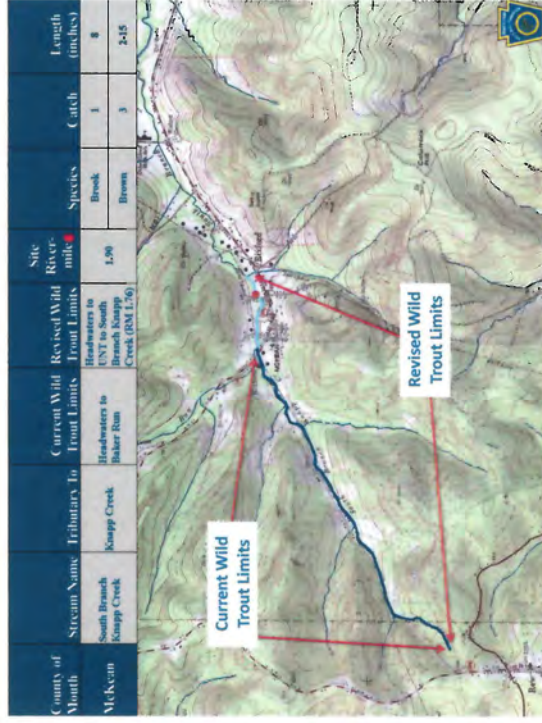 County of
Mouth
Stream Name
Tributary To
Current Wild
Trout Limits
Revised Wild
Trout Limits
Site
River-
mile
Species
Catch
Length
(inches)
McKean
South Branch
Knapp Creek
Knapp Creek
Headwaters to
Baker Run
Headwaters to
UNT to South
Branch Knapp
Creek (RM 1.76)
1.90
Brook
1
8
Brown
3
2-15
Current Wild
Trout Limits
Revised Wild
Trout Limits